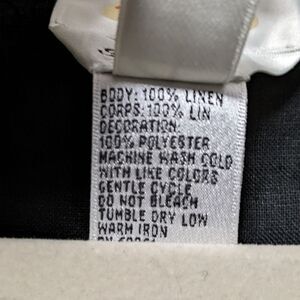 BODY: 100% LINEN
CORPS: 100% LIN
DECORATION:
100% POLYESTER
MACHINE WASH COLD
WITH LIKE COLORS
GENTLE CYCLE
DO NOT BLEACH
TUMBLE DRY LOW
WARM IRON